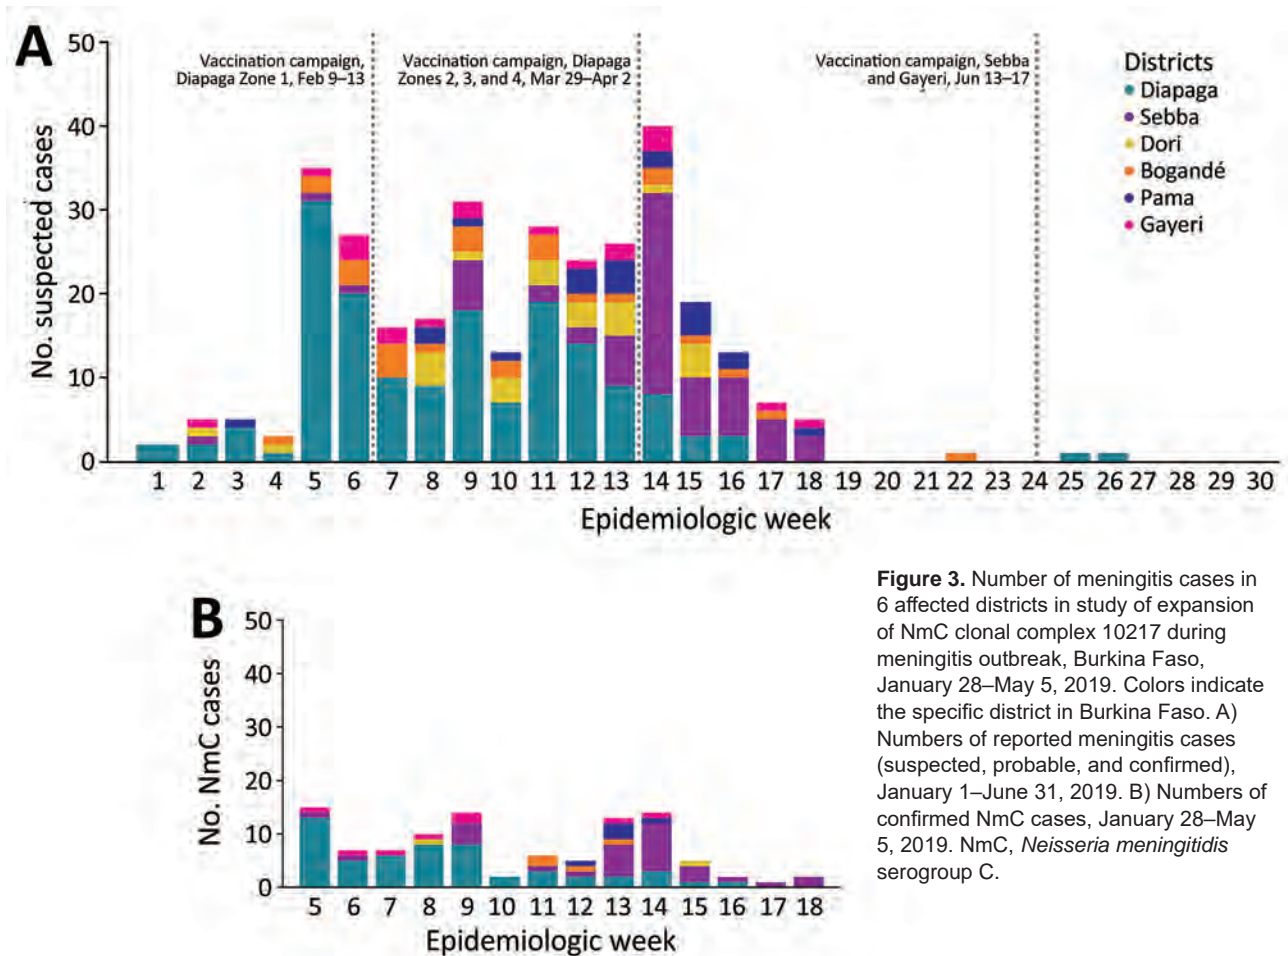 A
50
40
30
20
10
0
No. suspected cases
Vaccination campaign,
Diapaga Zone 1, Feb 9–13
Vaccination campaign, Diapaga
Zones 2, 3, and 4, Mar 29–Apr 2
Vaccination campaign, Sebba
and Gayeri, Jun 13–17
Districts
Diapaga
Sebba
Dori
Bogandé
Pama
Gayeri
1 2 3 4 5 6 7 8 9 10 11 12 13 14 15 16 17 18 19 20 21 22 23 24 25 26 27 28 29 30
Epidemiologic week
B
50
40
30
20
10
0
No. NmC cases
5 6 7 8 9 10 11 12 13 14 15 16 17 18
Epidemiologic week
Figure 3. Number of meningitis cases in
6 affected districts in study of expansion
of NmC clonal complex 10217 during
meningitis outbreak, Burkina Faso,
January 28–May 5, 2019. Colors indicate
the specific district in Burkina Faso. A)
Numbers of reported meningitis cases
(suspected, probable, and confirmed),
January 1–June 31, 2019. B) Numbers of
confirmed NmC cases, January 28–May
5, 2019. NmC, Neisseria meningitidis
serogroup C.